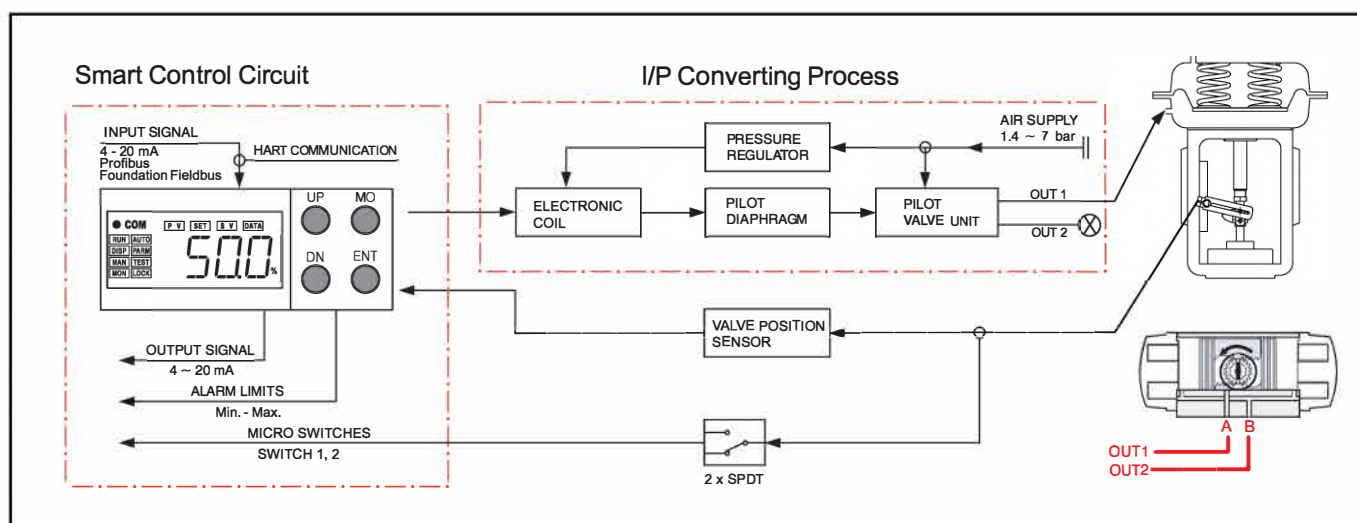 Smart Control Circuit
I/P Converting Process
INPUT SIGNAL
4 - 20 mA
Profibus
Foundation Fieldbus
HART COMMUNICATION
UP MO
COM
P V SET S V DATA
RUN AUTO
DISP PARM
MAN TEST
MON LOCK
50.0 %
DN ENT
OUTPUT SIGNAL
4 ~ 20 mA
ALARM LIMITS
Min. - Max.
MICRO SWITCHES
SWITCH 1, 2
PRESSURE
REGULATOR
AIR SUPPLY
1.4 ~ 7 bar
ELECTRONIC
COIL
PILOT
DIAPHRAGM
PILOT
VALVE UNIT
OUT 1
OUT 2
VALVE POSITION
SENSOR
2 x SPDT
A B
OUT1
OUT2